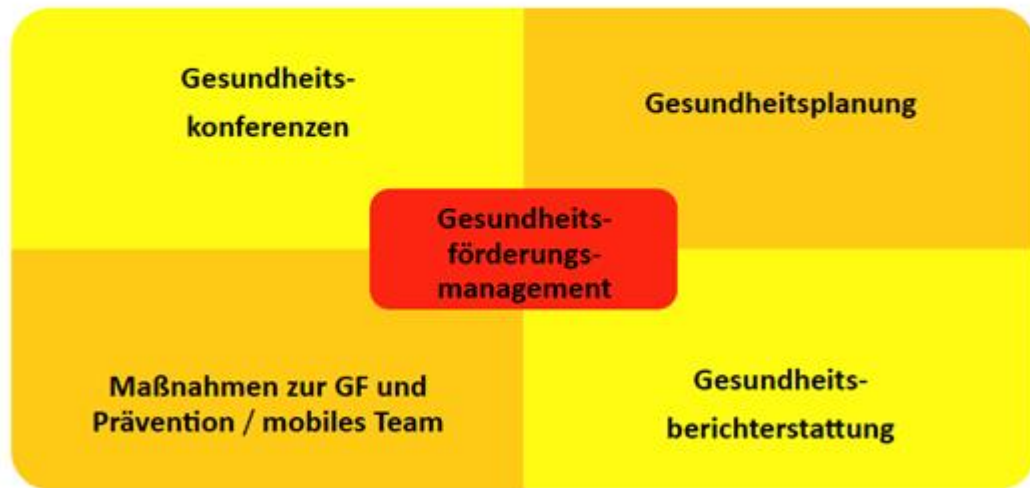 Gesundheits-
konferenzen
Gesundheitsplanung
Gesundheits-
förderungs-
management
Maßnahmen zur GF und
Prävention / mobiles Team
Gesundheits-
berichterstattung